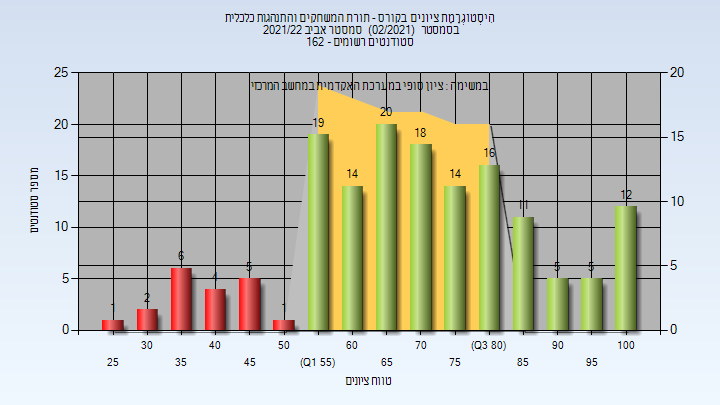 היסטוגרמת ציונים בקורס - תורת המשחקים והתנהגות כלכלית
בסמסטר (02/2021) סמסטר אביב 2021/22
סטודנטים רשומים - 162
במשימה : ציון סופי במערכת האקדמית במחשב המרכזי
מספר סטודנטים
25 20 15 10 5 0
20 15 10 5 0
1 2 6 4 5 1 19 14 20 18 14 16 11 5 5 12
30 40 50 60 70 (Q3 80) 90 100
25 35 45 (Q1 55) 65 75 85 95
טווח ציונים